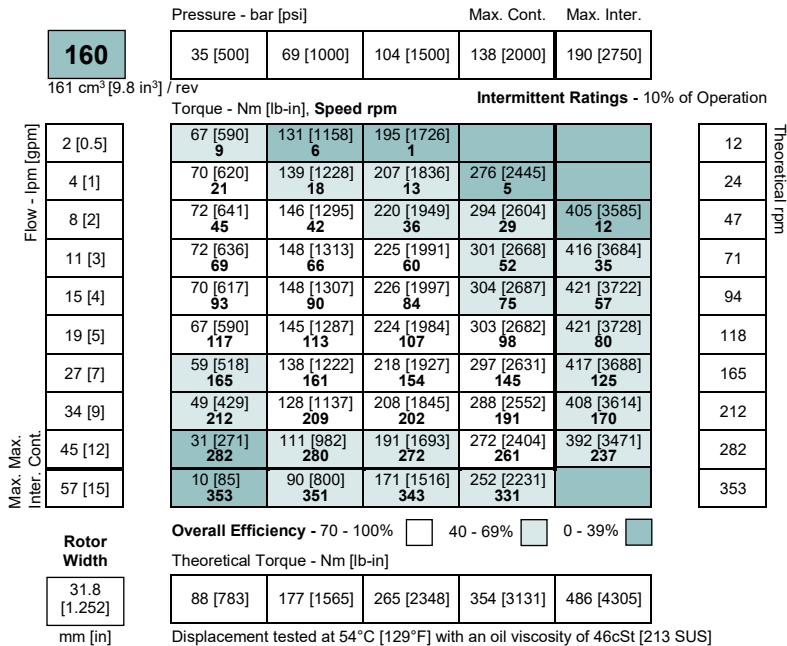 Pressure - bar [psi] Max. Cont. Max. Inter.
160 35 [500] 69 [1000] 104 [1500] 138 [2000] 190 [2750]
161 cm³ [9.8 in³] / rev
Intermittent Ratings - 10% of Operation
Torque - Nm [lb-in], Speed rpm
Flow - lpm [gpm]
Theoretical rpm
2 [0.5] 67 [590] 131 [1158] 195 [1726] 12
9 6 1
4 [1] 70 [620] 139 [1228] 207 [1836] 276 [2445] 24
21 18 13 5
8 [2] 72 [641] 146 [1295] 220 [1949] 294 [2604] 405 [3585] 47
45 42 36 29 12
11 [3] 72 [636] 148 [1313] 225 [1991] 301 [2668] 416 [3684] 71
69 66 60 52 35
15 [4] 70 [617] 148 [1307] 226 [1997] 304 [2687] 421 [3722] 94
93 90 84 75 57
19 [5] 67 [590] 145 [1287] 224 [1984] 303 [2682] 421 [3728] 118
117 113 107 98 80
27 [7] 59 [518] 138 [1222] 218 [1927] 297 [2631] 417 [3688] 165
165 161 154 145 125
34 [9] 49 [429] 128 [1137] 208 [1845] 288 [2552] 408 [3614] 212
212 209 202 191 170
Max. Cont.
45 [12] 31 [271] 111 [982] 191 [1693] 272 [2404] 392 [3471] 282
282 280 272 261 237
Max. Inter.
57 [15] 10 [85] 90 [800] 171 [1516] 252 [2231] 353
353 351 343 331
Overall Efficiency - 70 - 100% 40 - 69% 0 - 39%
Rotor
Width
Theoretical Torque - Nm [lb-in]
31.8
[1.252]
88 [783] 177 [1565] 265 [2348] 354 [3131] 486 [4305]
mm [in] Displacement tested at 54°C [129°F] with an oil viscosity of 46cSt [213 SUS]